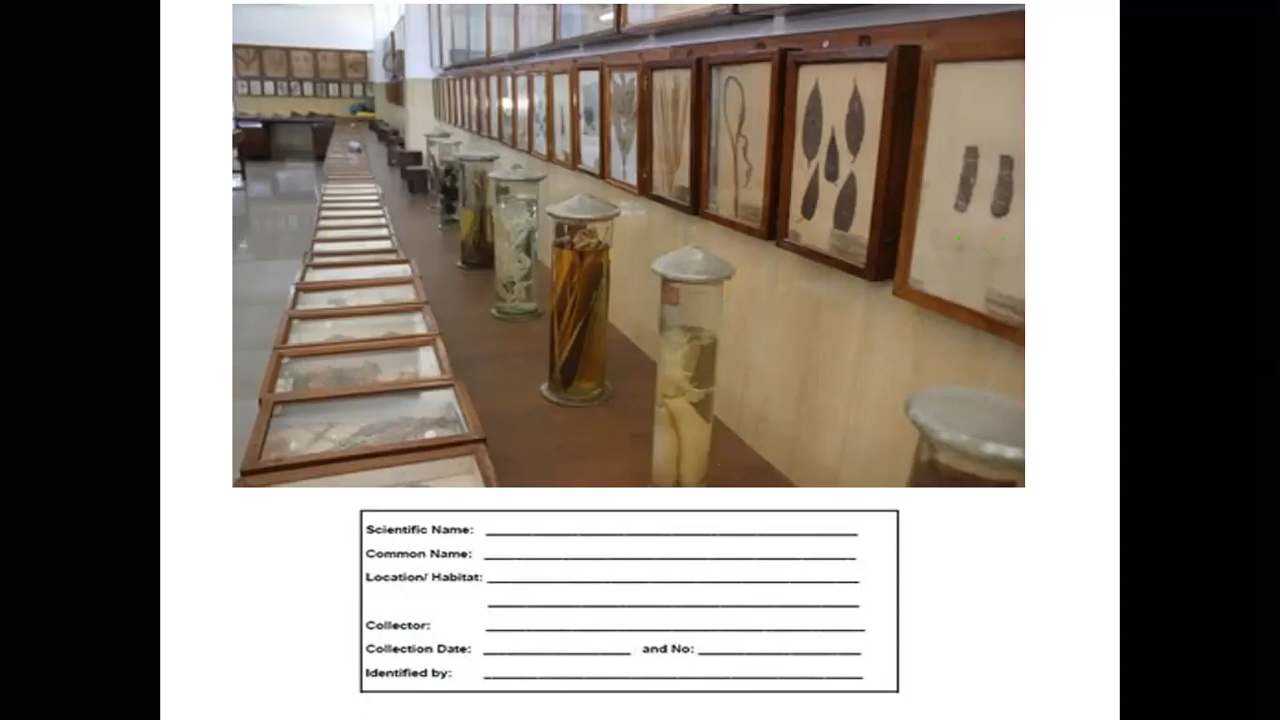 Scientific Name: 
Common Name: 
Location/ Habitat: 
Collector: 
Collection Date: and No: 
Identified by: